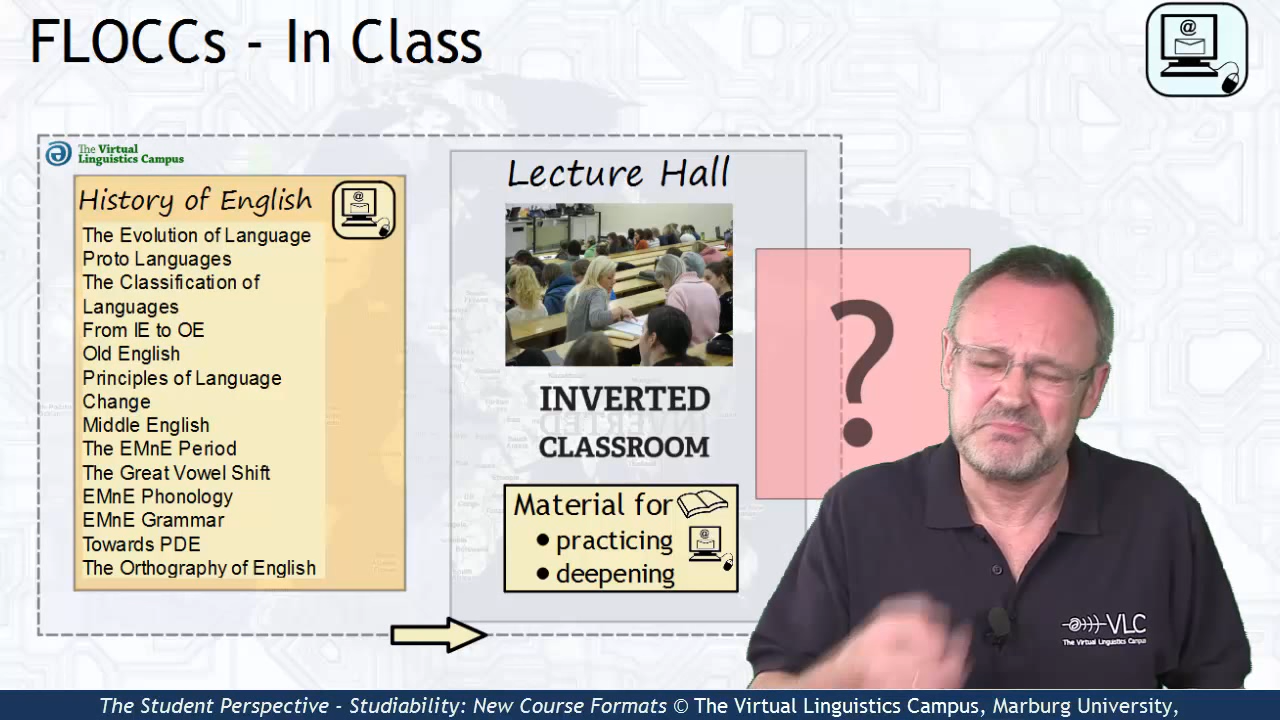 FLOCCs - In Class
@
The Virtual
Linguistics Campus
History of English
@
The Evolution of Language
Proto Languages
The Classification of
Languages
From IE to OE
Old English
Principles of Language
Change
Middle English
The EMnE Period
The Great Vowel Shift
EMnE Phonology
EMnE Grammar
Towards PDE
The Orthography of English
Lecture Hall
INVERTED
CLASSROOM
Material for
• practicing
• deepening
@
?
VLC
The Virtual Linguistics Campus
The Student Perspective - Studiability: New Course Formats © The Virtual Linguistics Campus, Marburg University,